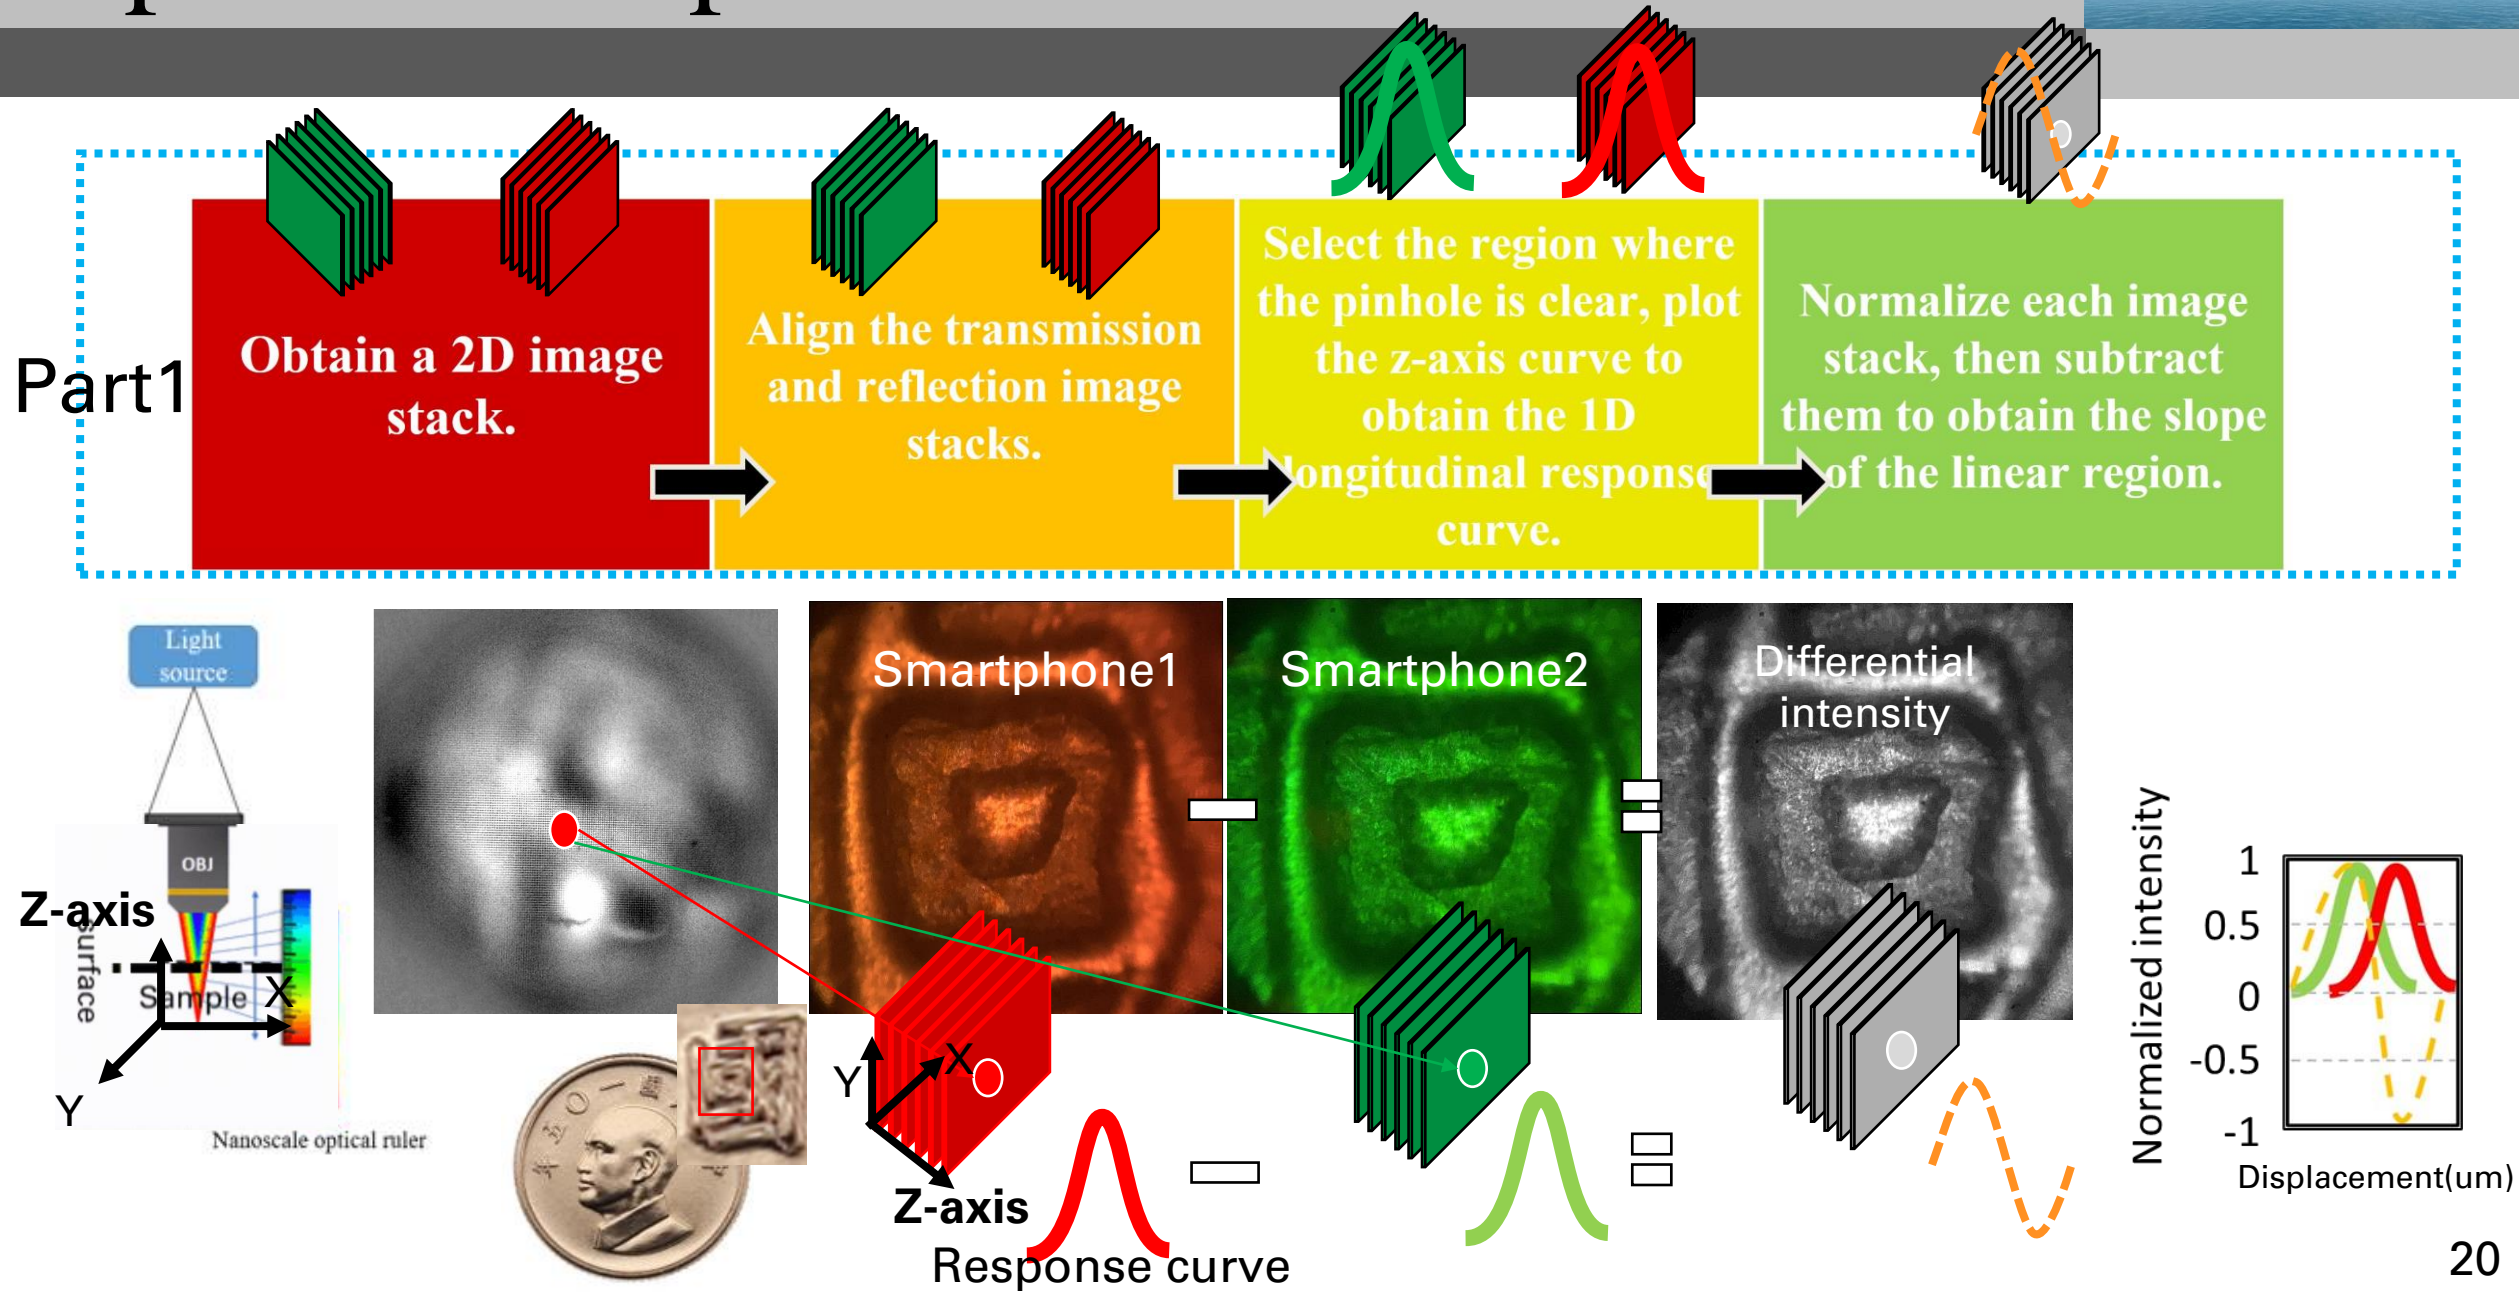 Part1
Obtain a 2D image
stack.
Align the transmission
and reflection image
stacks.
Select the region where
the pinhole is clear, plot
the z-axis curve to
obtain the 1D
longitudinal response
curve.
Normalize each image
stack, then subtract
them to obtain the slope
of the linear region.
Light
source
OBJ
Z-axis
surface
Sample
X
Y
Nanoscale optical ruler
Smartphone1
Smartphone2
Differential
intensity
Y
X
Z-axis
Response curve
Normalized intensity
1
0.5
0
-0.5
-1
Displacement(um)
20